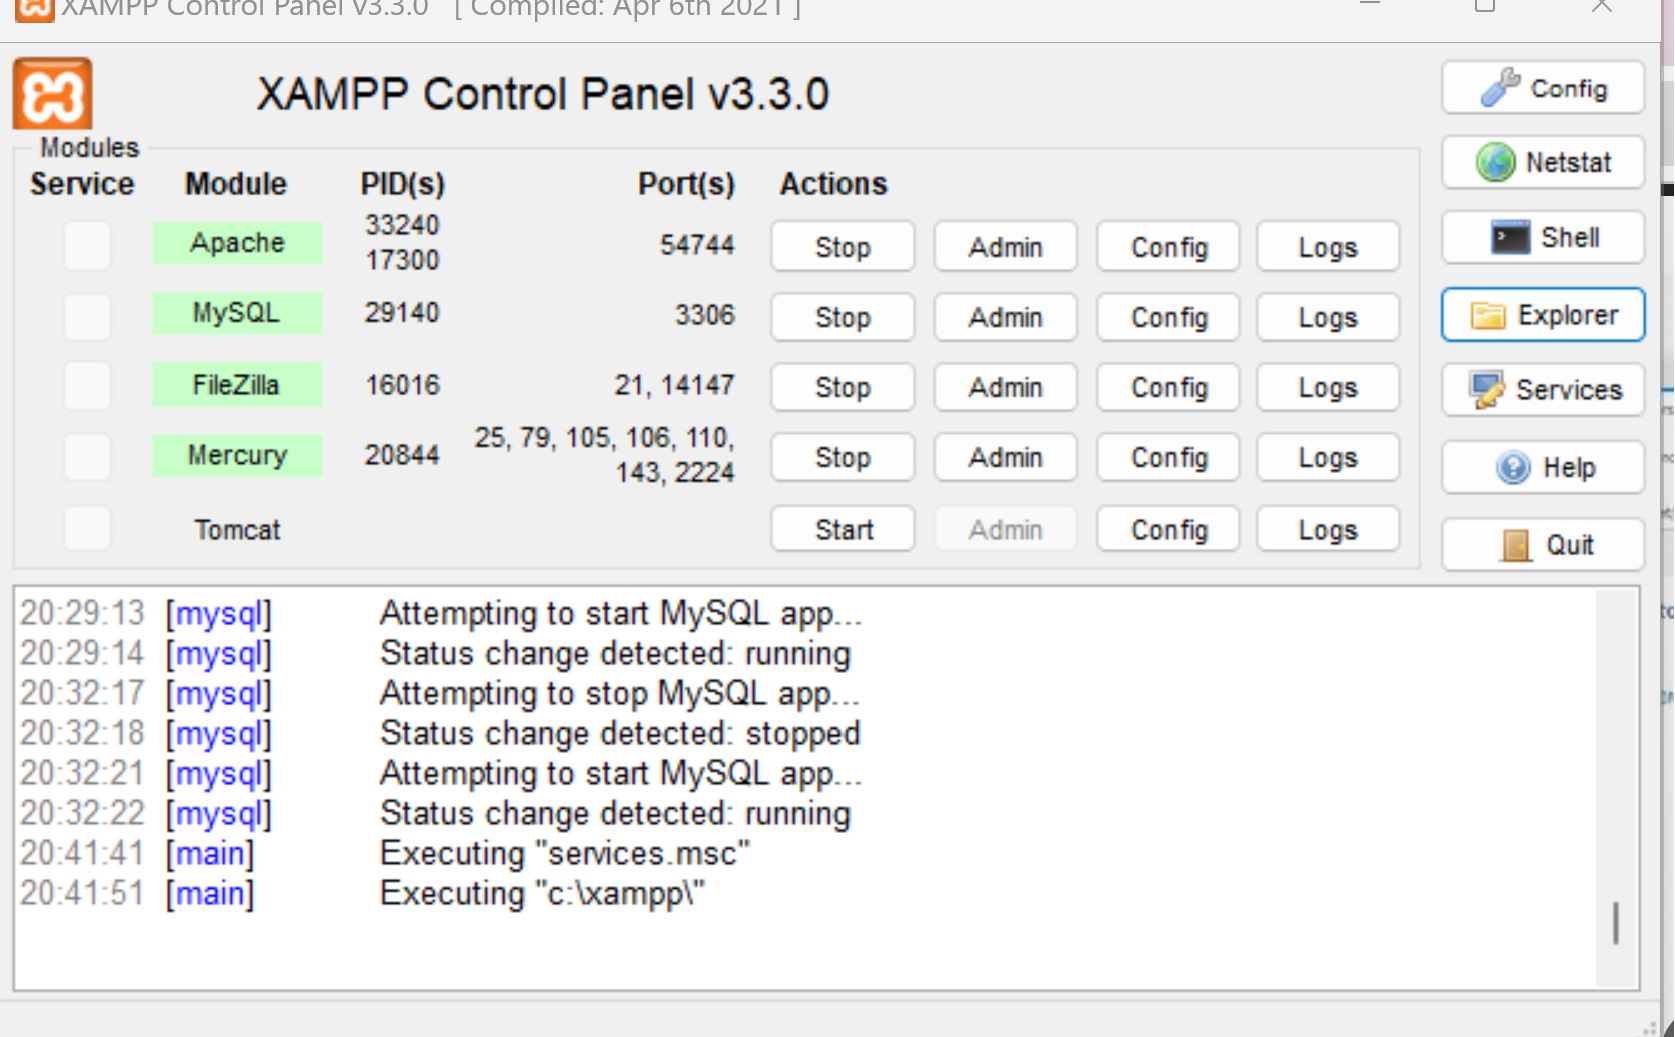 XAMPP Control Panel v3.3.0 [ Compiled: Apr 6th 2021 ]
XAMPP Control Panel v3.3.0
Modules
Service Module PID(s) Port(s) Actions
Apache 33240 17300 54744 Stop Admin Config Logs
MySQL 29140 3306 Stop Admin Config Logs
FileZilla 16016 21, 14147 Stop Admin Config Logs
Mercury 20844 25, 79, 105, 106, 110, 143, 2224 Stop Admin Config Logs
Tomcat Start Admin Config Logs
Config
Netstat
Shell
Explorer
Services
Help
Quit
20:29:13 [mysql] Attempting to start MySQL app...
20:29:14 [mysql] Status change detected: running
20:32:17 [mysql] Attempting to stop MySQL app...
20:32:18 [mysql] Status change detected: stopped
20:32:21 [mysql] Attempting to start MySQL app...
20:32:22 [mysql] Status change detected: running
20:41:41 [main] Executing "services.msc"
20:41:51 [main] Executing "c:\xampp\"